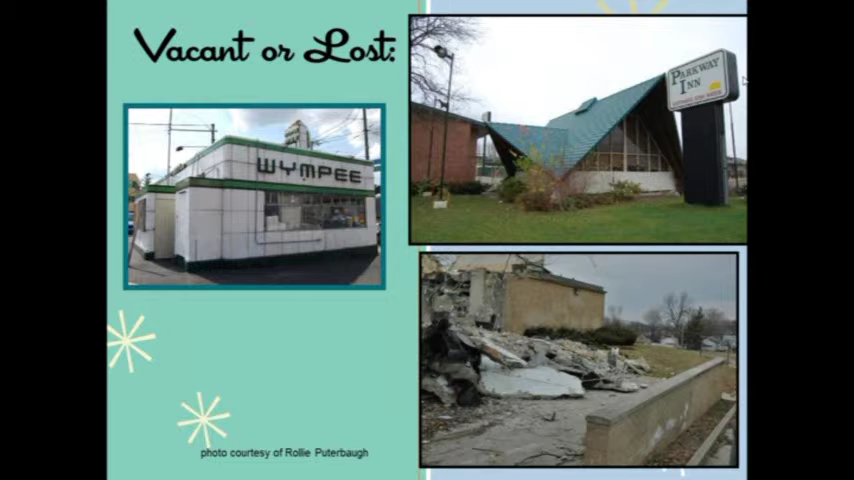 Vacant or Lost:
WYMPEE
PARKWAY
INN
photo courtesy of Rollie Puterbaugh